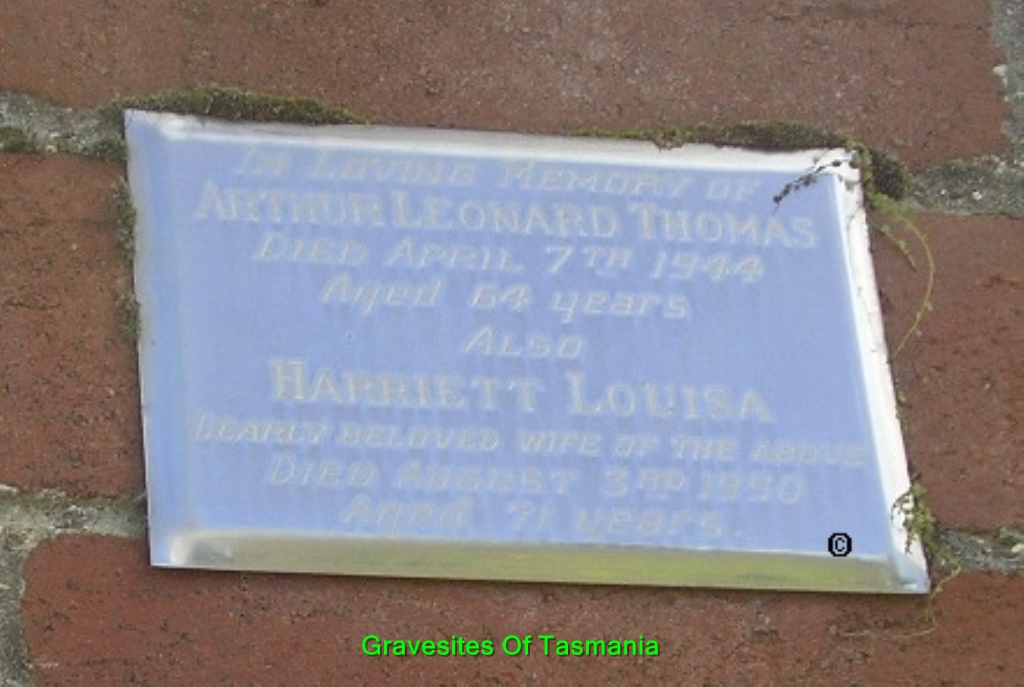 In Loving Memory of
Arthur Leonard Thomas
Died April 7th 1944
Aged 64 years
Also
Harriett Louisa
Dearly beloved wife of the above
Died August 3rd 1950
Aged 71 years.
©
Gravesites Of Tasmania